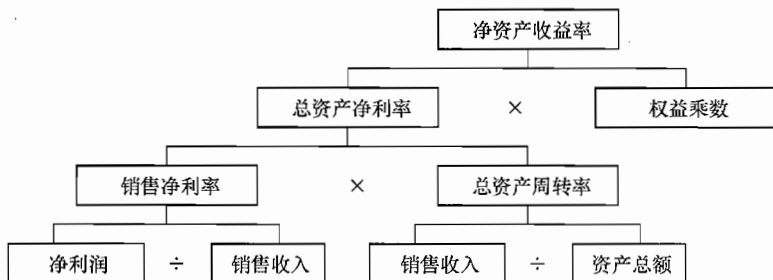 净资产收益率
总资产净利率 × 权益乘数
销售净利率 × 总资产周转率
净利润 ÷ 销售收入 销售收入 ÷ 资产总额